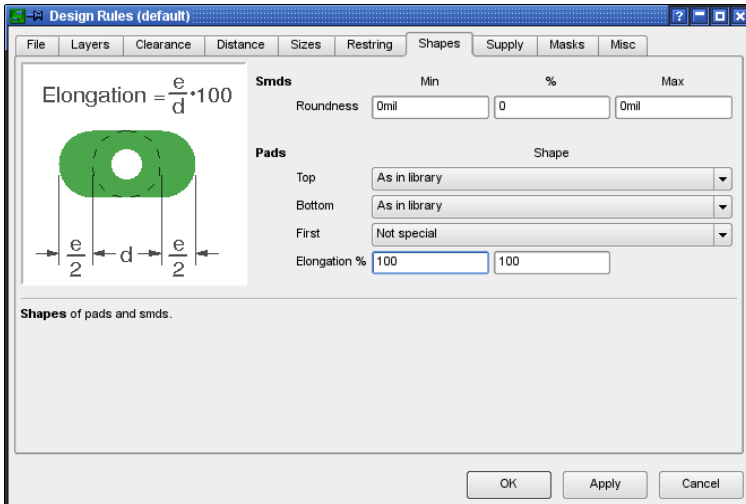 Design Rules (default)
File Layers Clearance Distance Sizes Restring Shapes Supply Masks Misc
Elongation = e/d · 100
e/2 d e/2
Smds Min % Max
Roundness 0mil 0 0mil
Pads Shape
Top As in library
Bottom As in library
First Not special
Elongation % 100 100
Shapes of pads and smds.
OK Apply Cancel